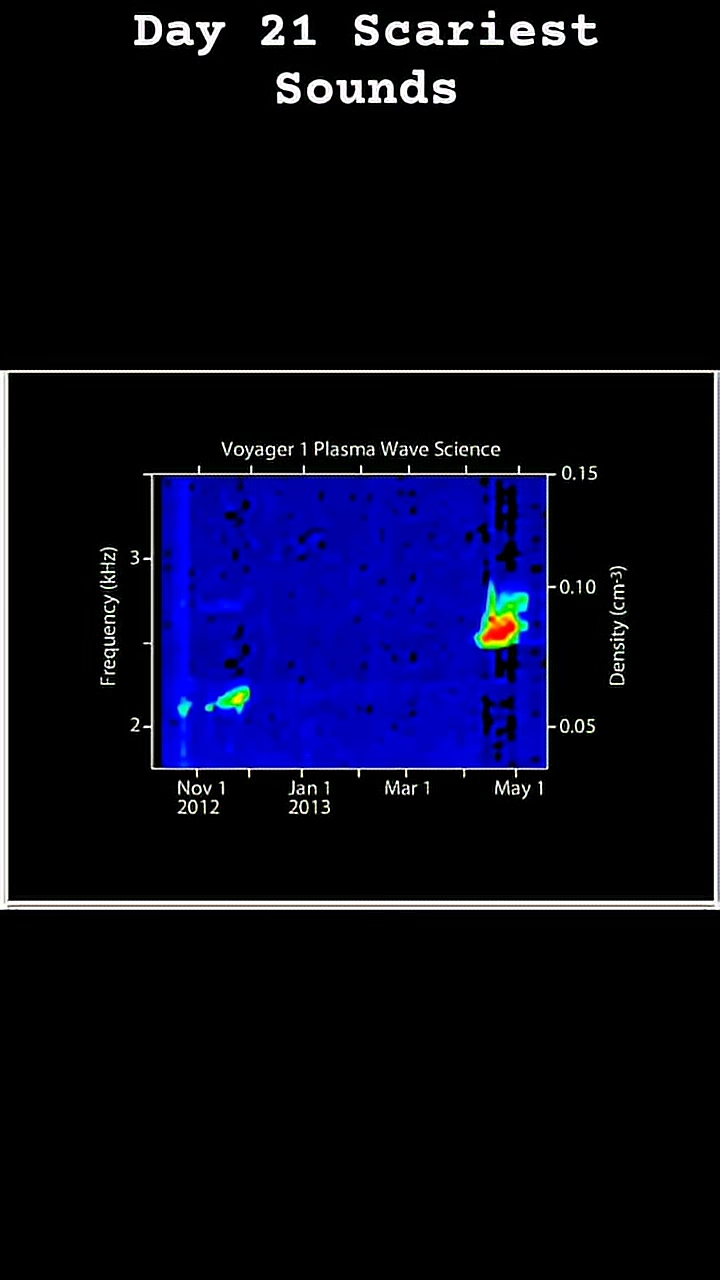 Day 21 Scariest
Sounds
Voyager 1 Plasma Wave Science
0.15
3
0.10
Frequency (kHz)
Density (cm-3)
2
0.05
Nov 1 Jan 1 Mar 1 May 1
2012 2013